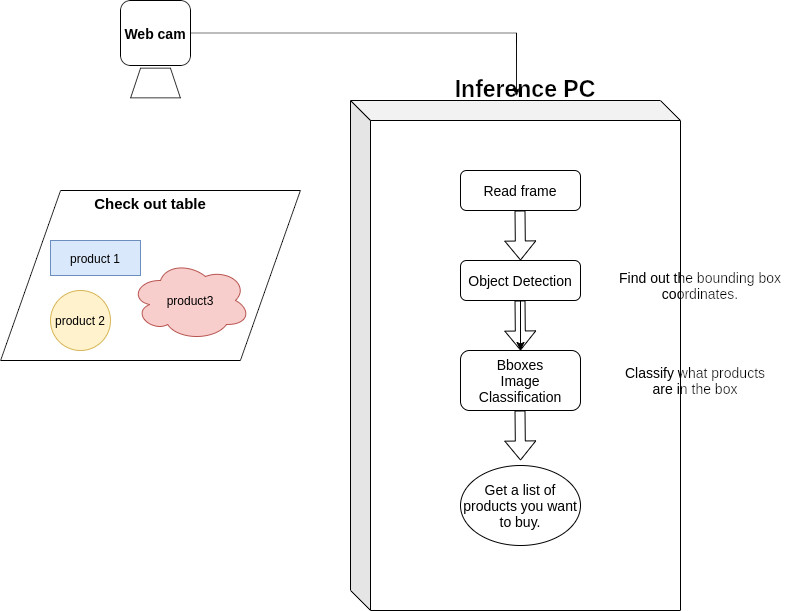 Web cam
Inference PC
Check out table
product 1
product3
product 2
Read frame
Object Detection
Find out the bounding box
coordinates.
Bboxes
Image
Classification
Classify what products
are in the box
Get a list of
products you want
to buy.